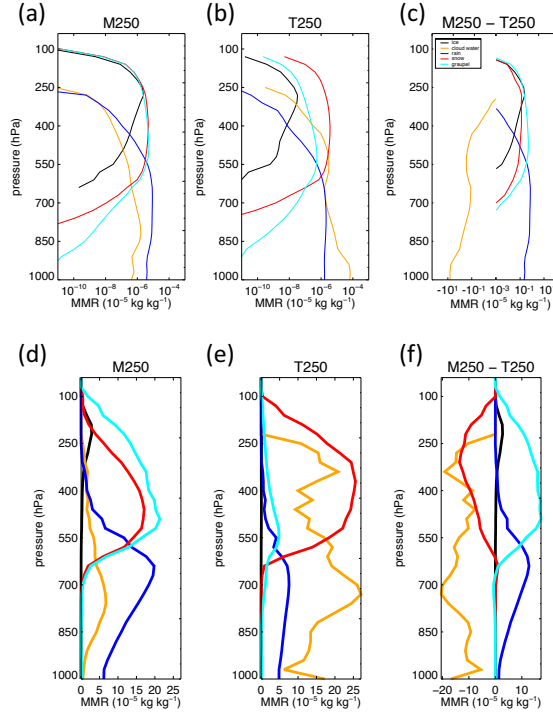 (a) M250
(b) T250
(c) M250 − T250
100
250
400
550
700
850
1000
pressure (hPa)
10⁻¹⁰ 10⁻⁸ 10⁻⁶ 10⁻⁴
MMR (10⁻⁵ kg kg⁻¹)
100
250
400
550
700
850
1000
pressure (hPa)
10⁻¹⁰ 10⁻⁸ 10⁻⁶ 10⁻⁴
MMR (10⁻⁵ kg kg⁻¹)
ice
cloud water
rain
snow
graupel
100
250
400
550
700
850
1000
pressure (hPa)
-10¹ -10⁻¹ -10⁻³ 10⁻³ 10⁻¹ 10¹
MMR (10⁻⁵ kg kg⁻¹)
(d) M250
(e) T250
(f) M250 − T250
100
250
400
550
700
850
1000
pressure (hPa)
0 5 10 15 20 25
MMR (10⁻⁵ kg kg⁻¹)
100
250
400
550
700
850
1000
pressure (hPa)
0 5 10 15 20 25
MMR (10⁻⁵ kg kg⁻¹)
100
250
400
550
700
850
1000
pressure (hPa)
−20 −10 0 10
MMR (10⁻⁵ kg kg⁻¹)